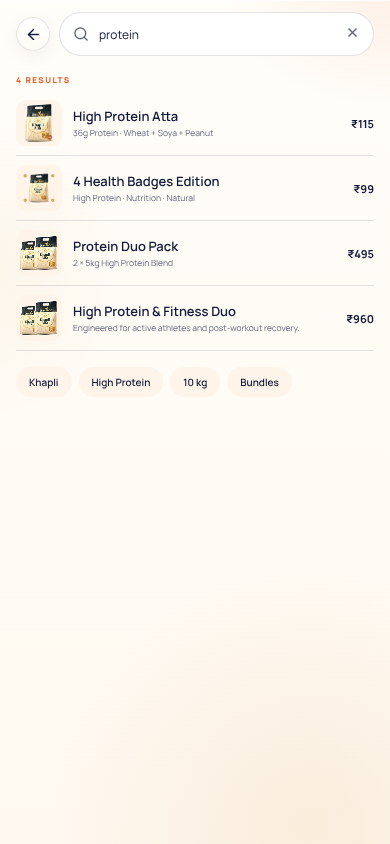 protein
4 RESULTS
High Protein Atta
36g Protein · Wheat + Soya + Peanut
₹115
4 Health Badges Edition
High Protein · Nutrition · Natural
₹99
Protein Duo Pack
2 × 5kg High Protein Blend
₹495
High Protein & Fitness Duo
Engineered for active athletes and post-workout recovery.
₹960
Khapli
High Protein
10 kg
Bundles